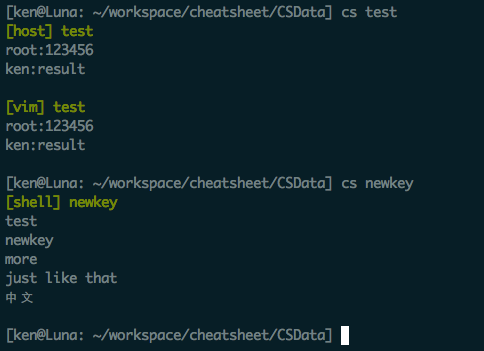 [ken@Luna: ~/workspace/cheatsheet/CSData] cs test
[host] test
root:123456
ken:result
[vim] test
root:123456
ken:result
[ken@Luna: ~/workspace/cheatsheet/CSData] cs newkey
[shell] newkey
test
newkey
more
just like that
中文
[ken@Luna: ~/workspace/cheatsheet/CSData]